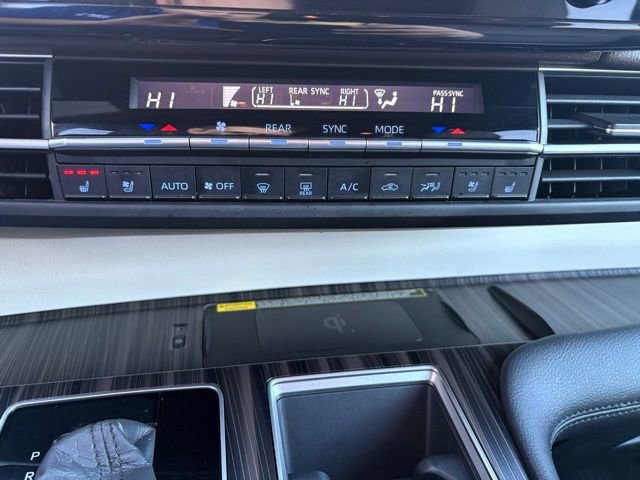 LEFT REAR SYNC RIGHT PASS SYNC
HI HI HI HI
REAR SYNC MODE
AUTO OFF REAR A/C
P
R